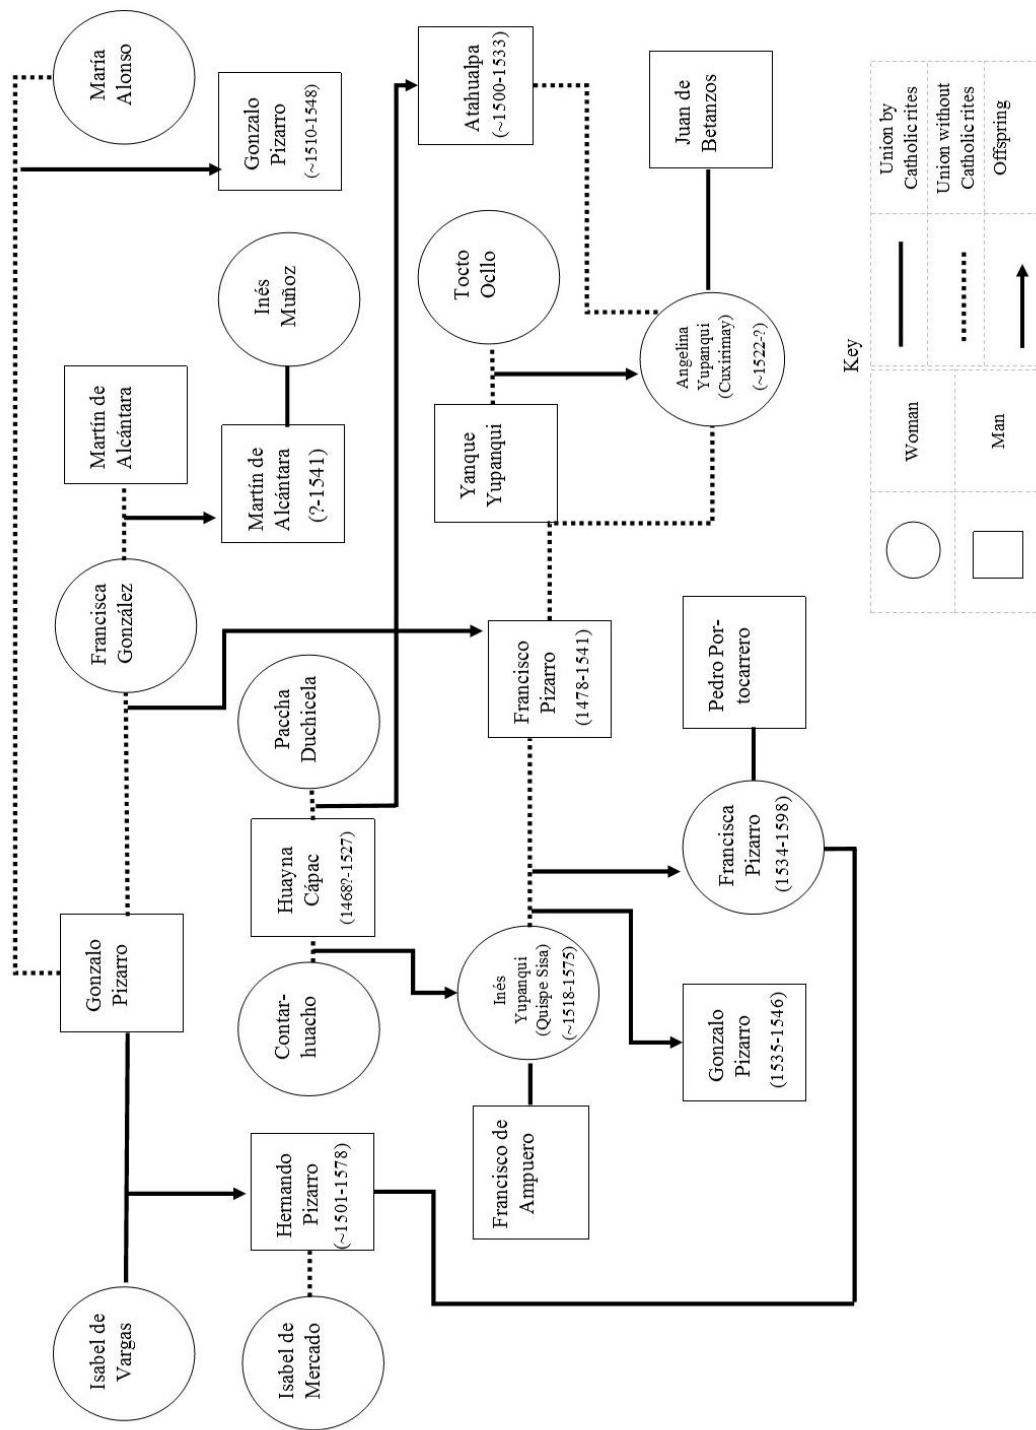 Isabel de
Vargas
Gonzalo
Pizarro
Francisca
González
Martín de
Alcántara
María
Alonso
Isabel de
Mercado
Hernando
Pizarro
(~1501-1578)
Contar-
huacho
Huayna
Cápac
(1468?-1527)
Paccha
Duchicela
Martín de
Alcántara
(?-1541)
Inés
Muñoz
Gonzalo
Pizarro
(~1510-1548)
Francisco de
Ampuero
Inés
Yupanqui
(Quispe Sisa)
(~1518-1575)
Francisco
Pizarro
(1478-1541)
Yanque
Yupanqui
Tocto
Ocllo
Atahualpa
(~1500-1533)
Gonzalo
Pizarro
(1535-1546)
Francisca
Pizarro
(1534-1598)
Pedro Por-
tocarrero
Angelina
Yupanqui
(Cuxirimay)
(~1522-?)
Juan de
Betanzos
Key
Woman
Union by
Catholic rites
Man
Union without
Catholic rites
Offspring